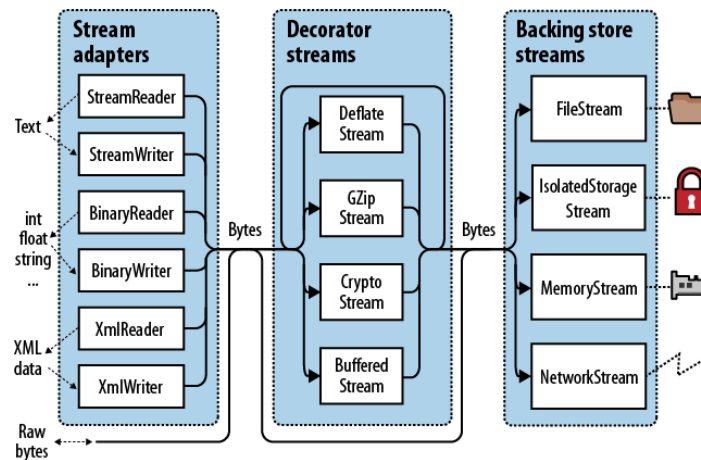 Stream
adapters
Decorator
streams
Backing store
streams
StreamReader
Text
StreamWriter
BinaryReader
int
float
string
...
BinaryWriter
XmlReader
XML
data
XmlWriter
Raw
bytes
Bytes
Deflate
Stream
GZip
Stream
Crypto
Stream
Buffered
Stream
Bytes
FileStream
IsolatedStorage
Stream
MemoryStream
NetworkStream